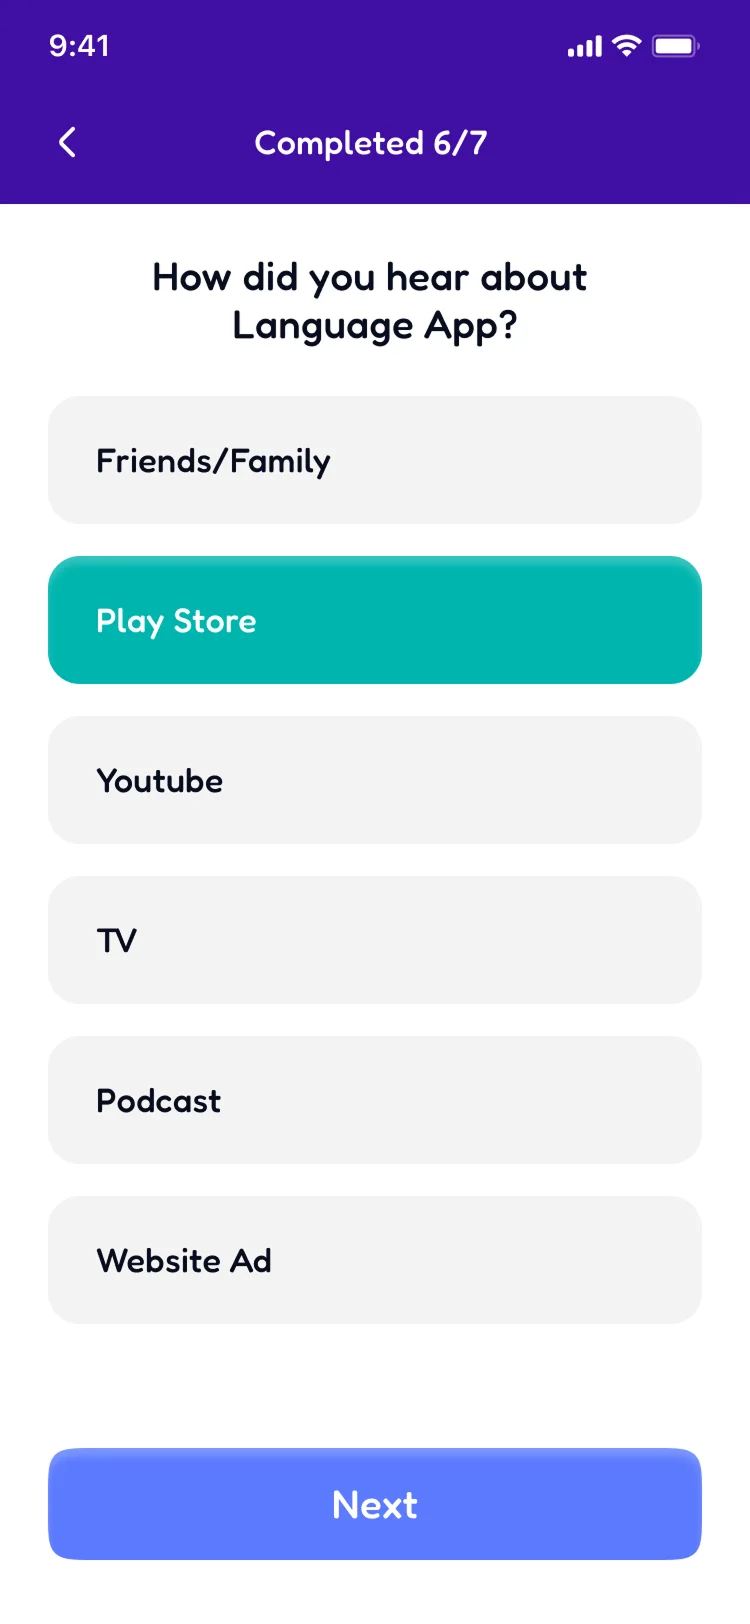 9:41
Completed 6/7
How did you hear about
Language App?
Friends/Family
Play Store
Youtube
TV
Podcast
Website Ad
Next